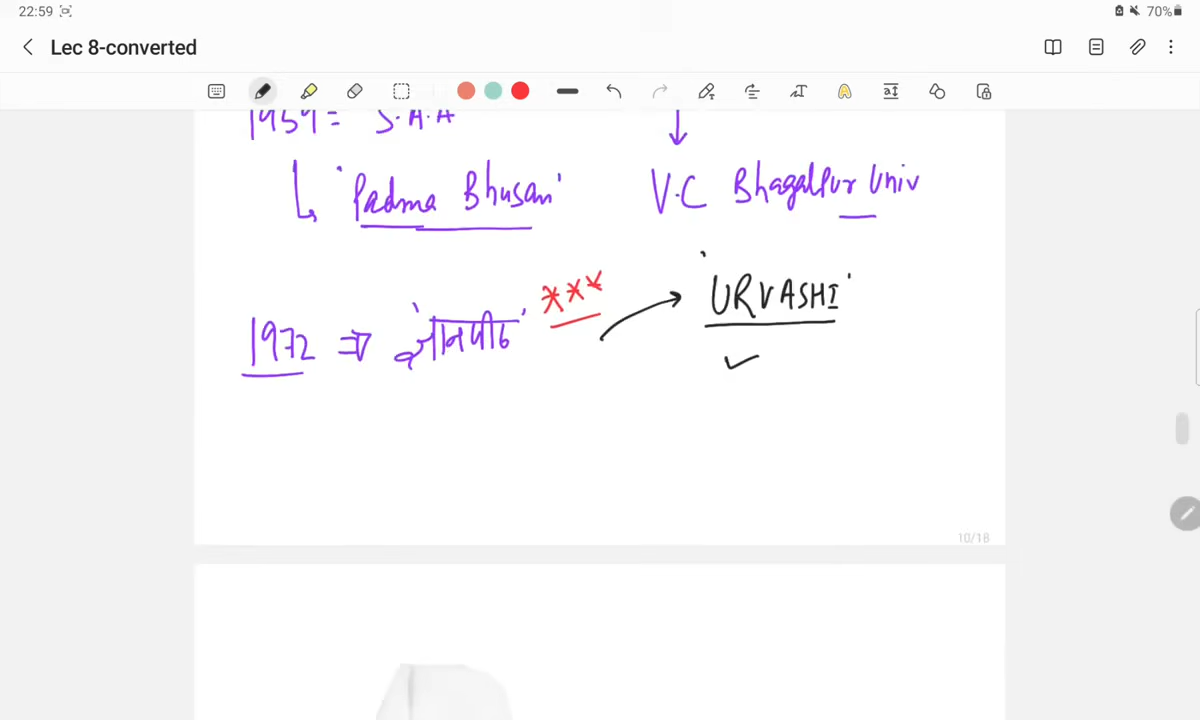 22:59 70%
Lec 8-converted
1959 = S.A.A
↳ 'Padma Bhusan' V.C Bhagalpur Univ
1972 ⇒ 'ज्ञानपीठ' *** → 'URVASHI' ✓
10/18